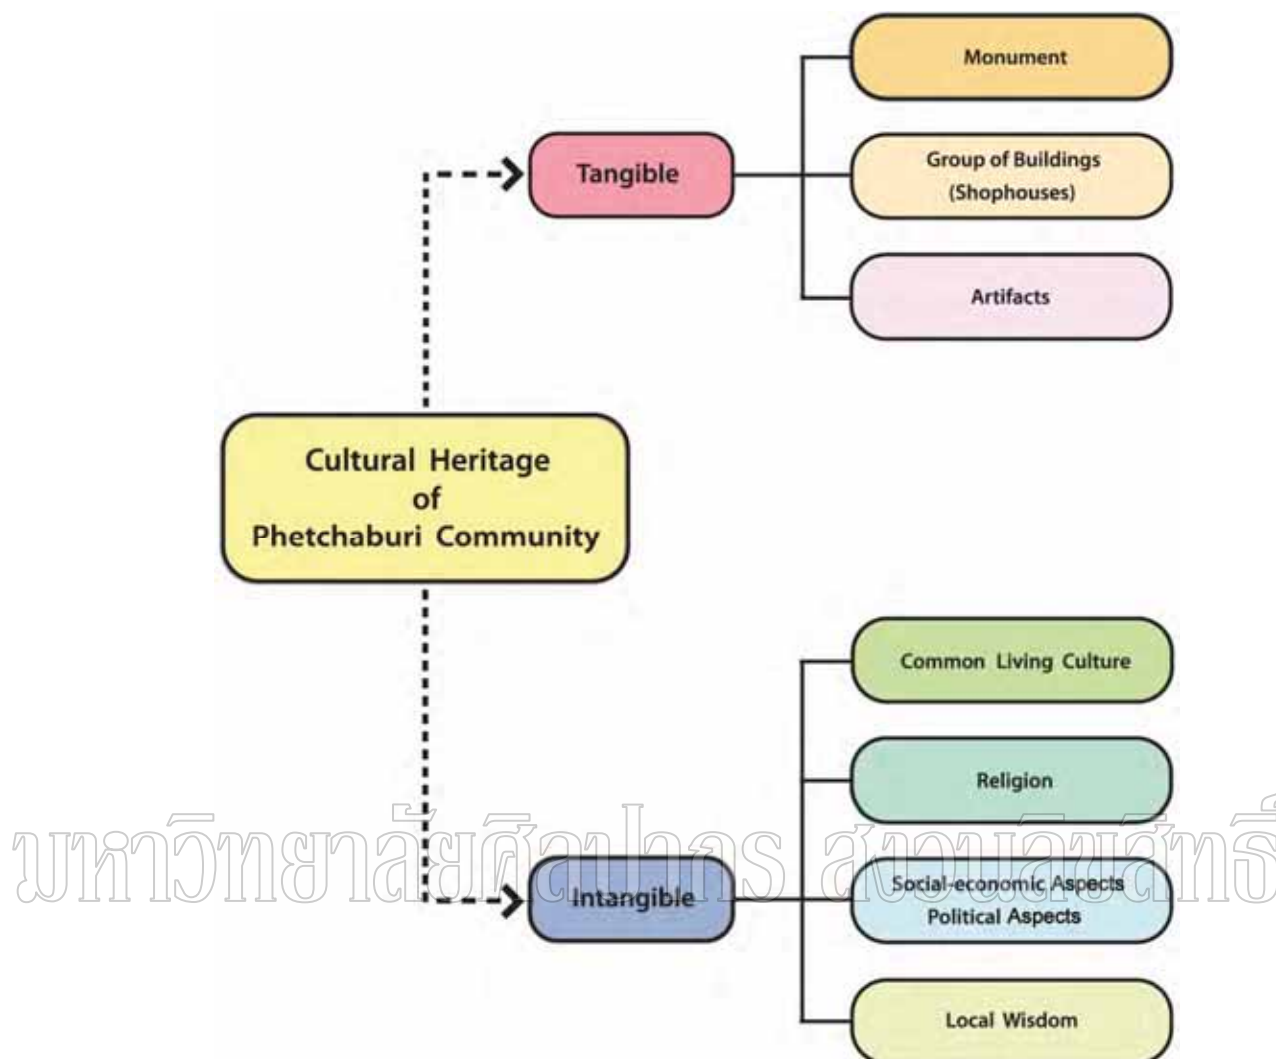 Monument
Tangible
Group of Buildings
(Shophouses)
Artifacts
Cultural Heritage
of
Phetchaburi Community
Common Living Culture
Religion
มหาวิทยาลัยศิลปากร สงวนลิขสิทธิ์
Intangible
Social-economic Aspects
Political Aspects
Local Wisdom